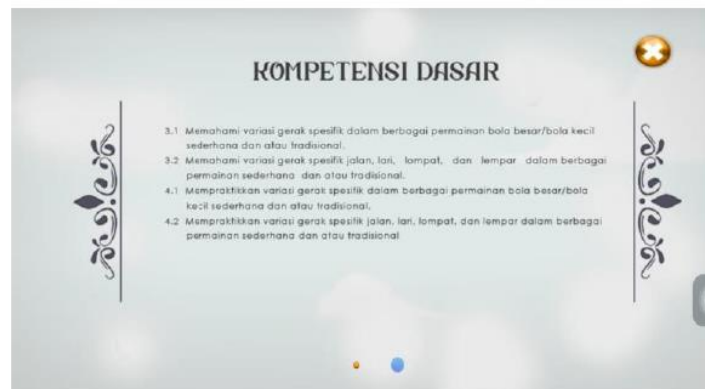 KOMPETENSI DASAR
3.1 Memahami variasi gerak spesifik dalam berbagai permainan bola besar/bola kecil
sederhana dan atau tradisional.
3.2 Memahami variasi gerak spesifik jalan, lari, lompat, dan lempar dalam berbagai
permainan sederhana dan atau tradisional.
4.1 Mempraktikkan variasi gerak spesifik dalam berbagai permainan bola besar/bola
kecil sederhana dan atau tradisional.
4.2 Mempraktikkan variasi gerak spesifik jalan, lari, lompat, dan lempar dalam berbagai
permainan sederhana dan atau tradisional